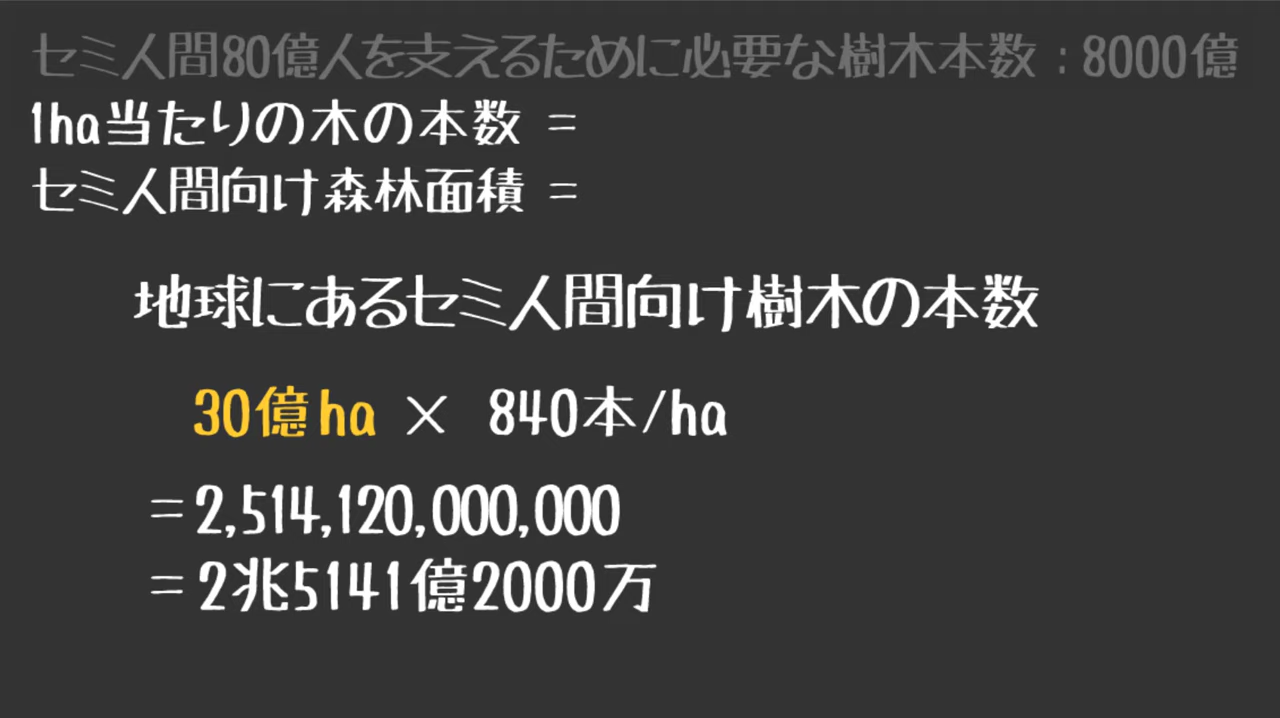 セミ人間80億人を支えるために必要な樹木本数：8000億
1ha当たりの木の本数 =
セミ人間向け森林面積 =
地球にあるセミ人間向け樹木の本数
30億ha × 840本/ha
=2,514,120,000,000
=2兆5141億2000万